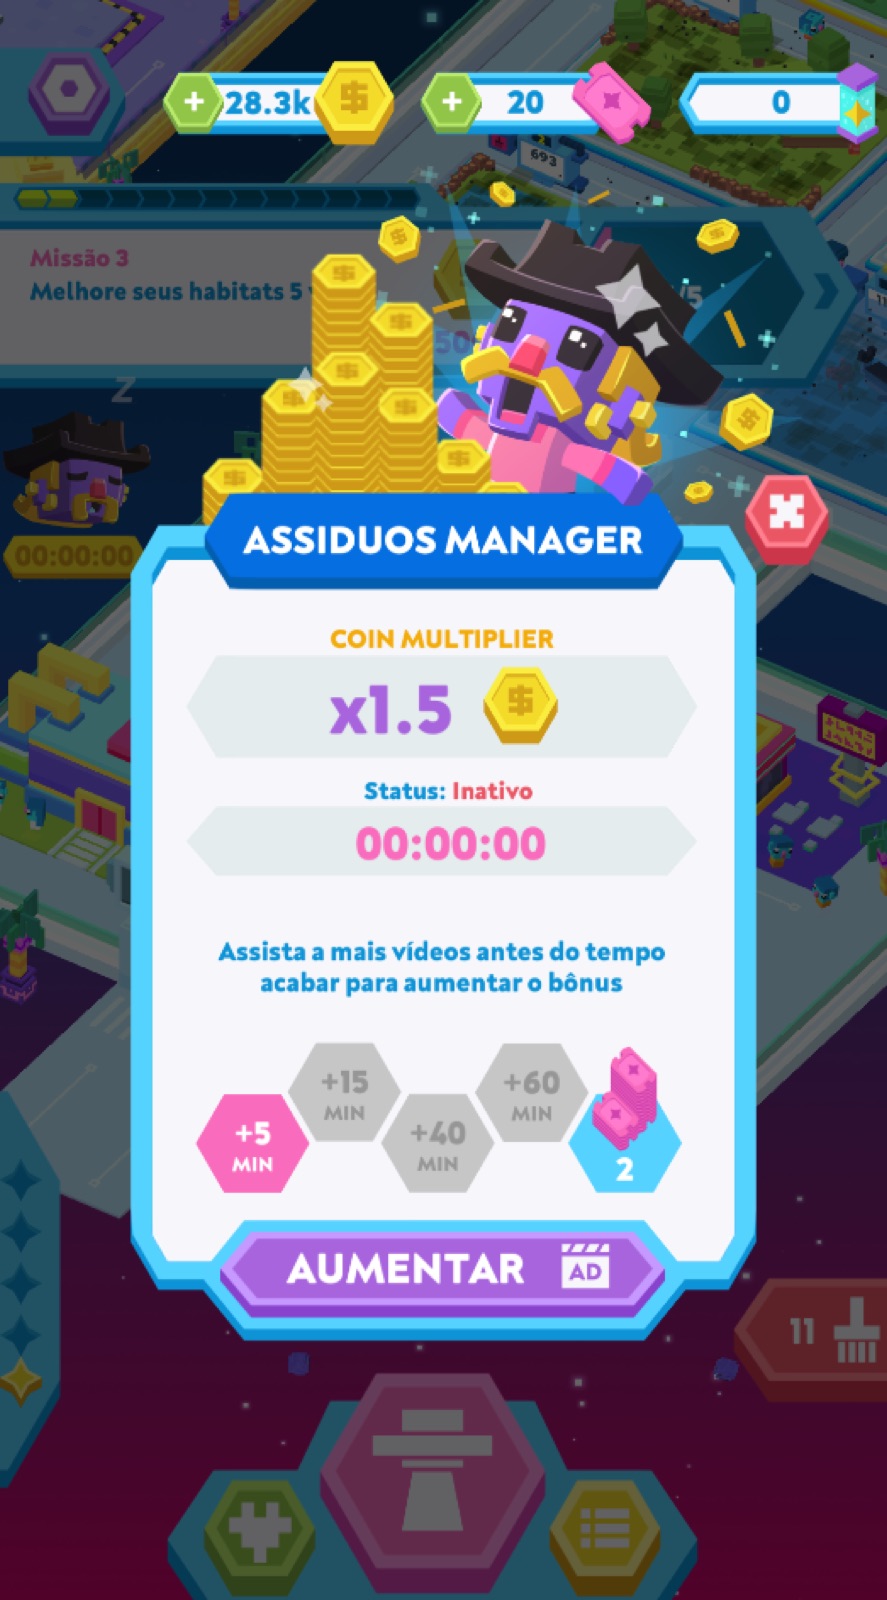 28.3k
20
0
693
Missão 3
Melhore seus habitats 5
Z
00:00:00
ASSIDUOS MANAGER
COIN MULTIPLIER
x1.5
Status: Inativo
00:00:00
Assista a mais vídeos antes do tempo
acabar para aumentar o bônus
+5
MIN
+15
MIN
+40
MIN
+60
MIN
2
AUMENTAR
AD
11